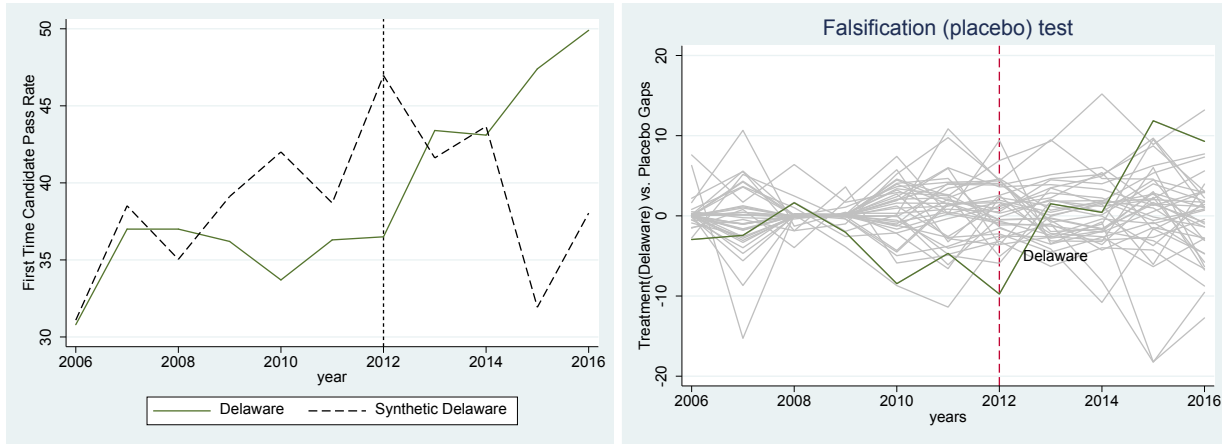 First Time Candidate Pass Rate
50
45
40
35
30
2006 2008 2010 2012 2014 2016
year
Delaware Synthetic Delaware
Falsification (placebo) test
Treatment(Delaware) vs. Placebo Gaps
20
10
0
-10
-20
Delaware
2006 2008 2010 2012 2014 2016
years